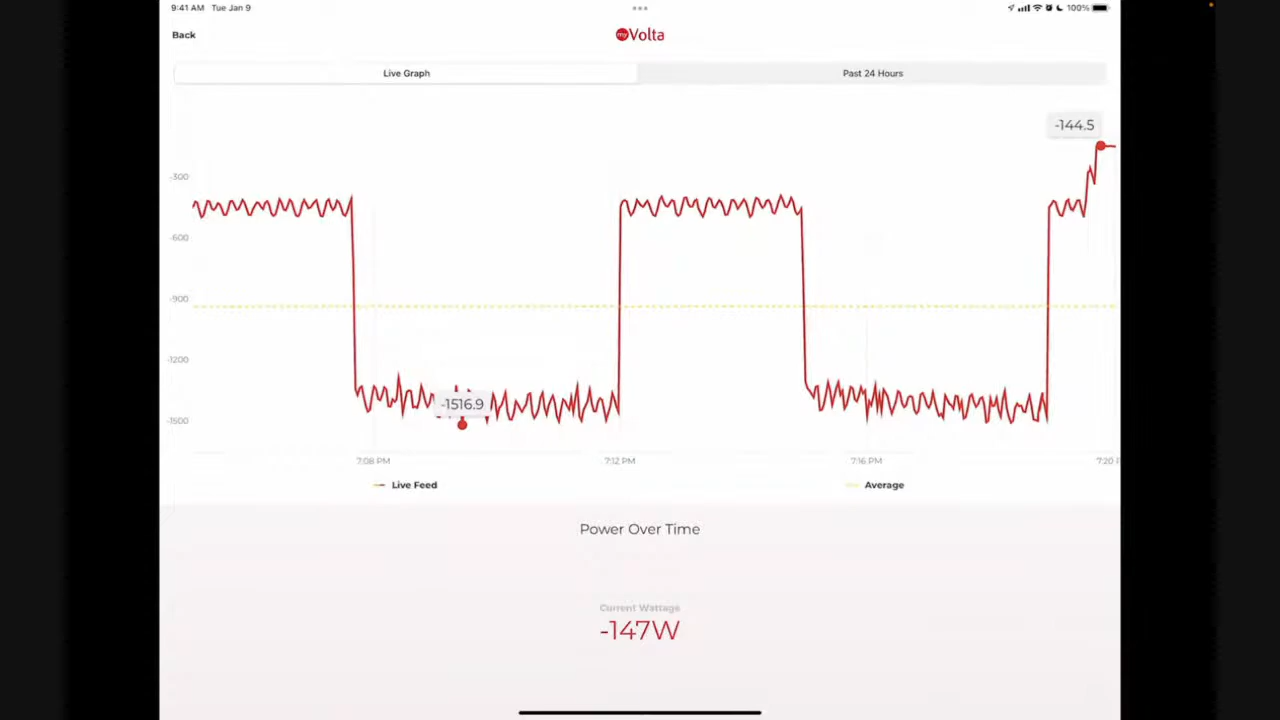 9:41 AM Tue Jan 9
100%
Back
myVolta
Live Graph
Past 24 Hours
-144.5
-300
-600
-900
-1200
-1516.9
-1500
7:08 PM
7:12 PM
7:16 PM
7:20 P
Live Feed
Average
Power Over Time
Current Wattage
-147W